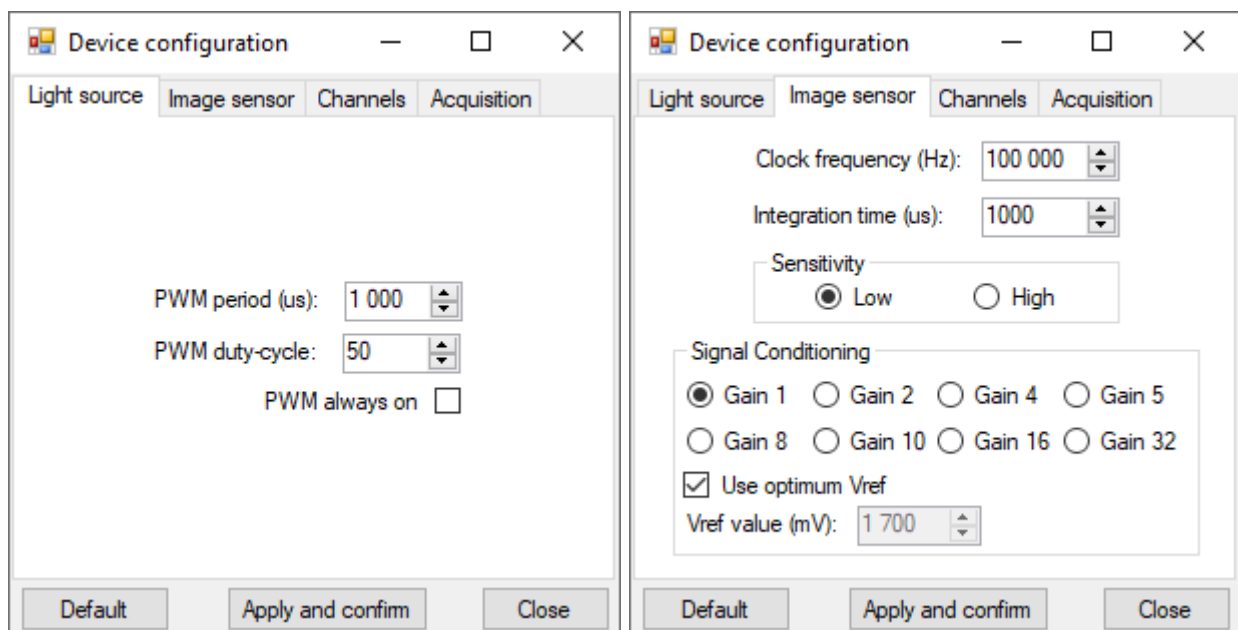 Device configuration
Light source Image sensor Channels Acquisition
PWM period (us): 1 000
PWM duty-cycle: 50
PWM always on
Default Apply and confirm Close
Device configuration
Light source Image sensor Channels Acquisition
Clock frequency (Hz): 100 000
Integration time (us): 1000
Sensitivity
Low High
Signal Conditioning
Gain 1 Gain 2 Gain 4 Gain 5
Gain 8 Gain 10 Gain 16 Gain 32
Use optimum Vref
Vref value (mV): 1 700
Default Apply and confirm Close